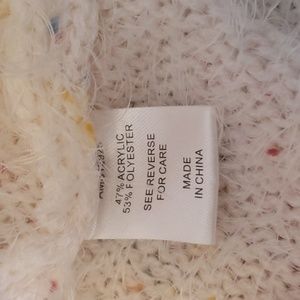 47% ACRYLIC
53% POLYESTER
SEE REVERSE
FOR CARE
MADE
IN CHINA